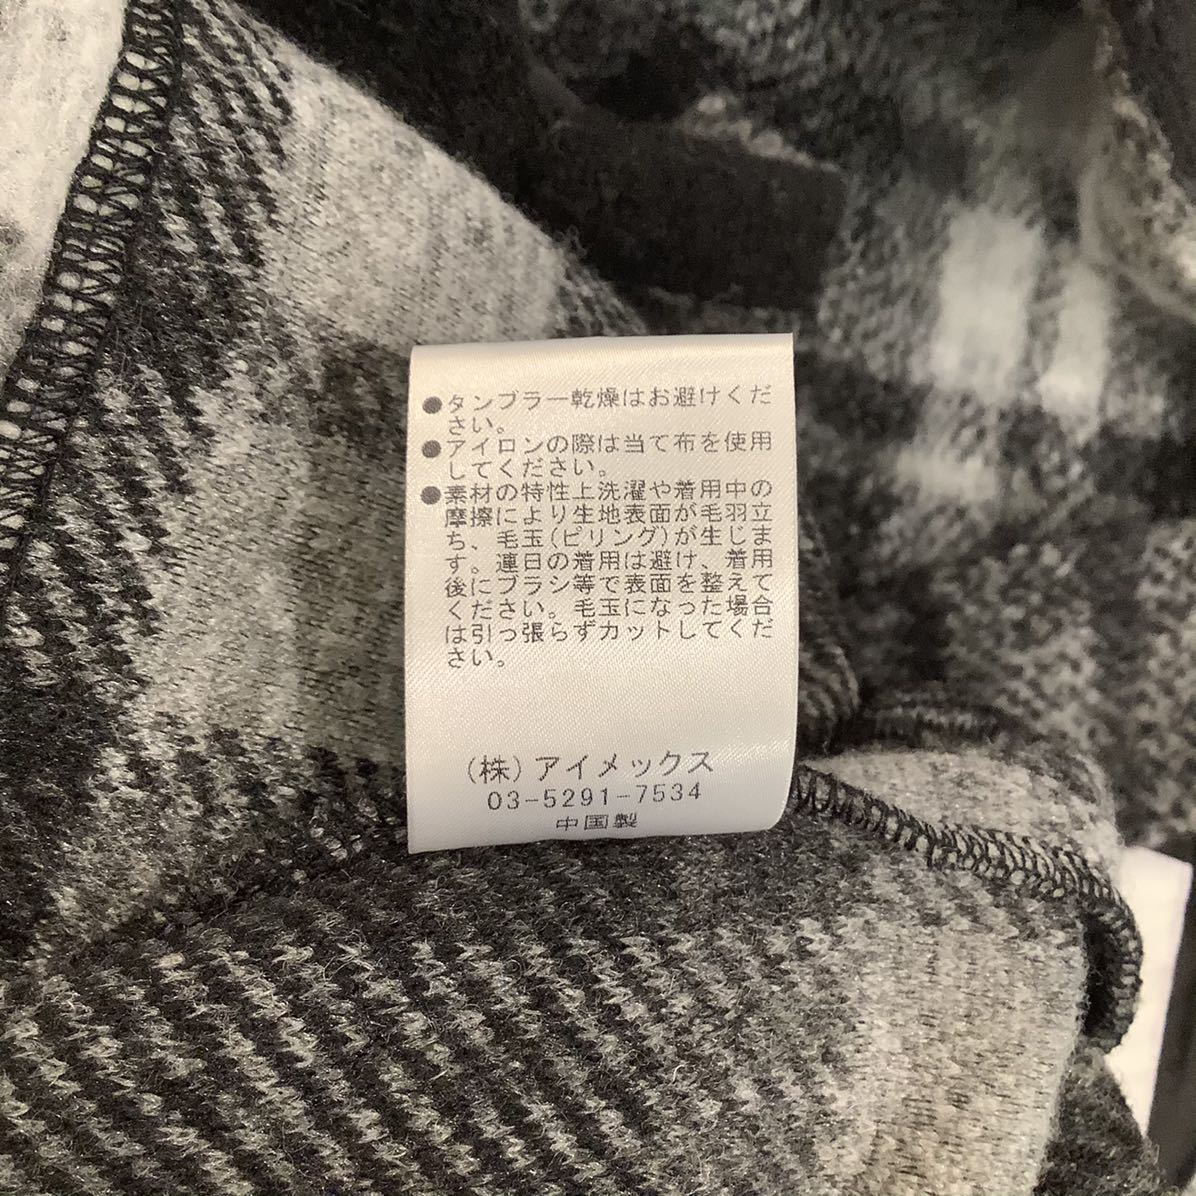 ●タンブラー乾燥はお避けくだ
さい。
●アイロンの際は当て布を使用
してください。
●素材の特性上洗濯や着用中の
摩擦により生地表面が毛羽立
ち、毛玉(ピリング)が生じま
す。連日の着用は避け、着用
後にブラシ等で表面を整えて
ください。毛玉になった場合
は引っ張らずカットしてくだ
さい。
(株)アイメックス
03-5291-7534
中国製